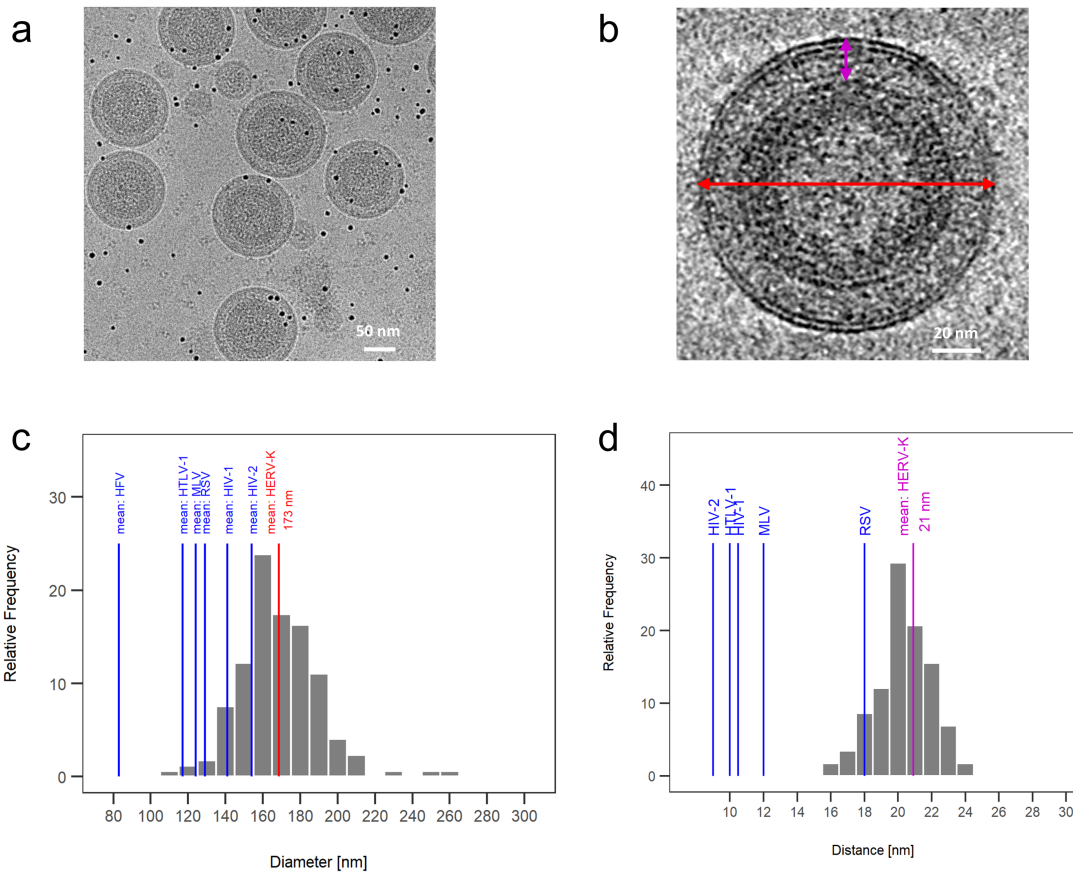 a
50 nm
b
20 nm
c
mean: HFV
mean: HTLV-1
mean: MLV
mean: RSV
mean: HIV-1
mean: HIV-2
mean: HERV-K
173 nm
Relative Frequency
30
20
10
0
80 100 120 140 160 180 200 220 240 260 280 300
Diameter [nm]
d
HIV-2
HTLV-1
HIV-1
MLV
RSV
mean: HERV-K
21 nm
Relative Frequency
40
30
20
10
0
10 12 14 16 18 20 22 24 26 28 30
Distance [nm]